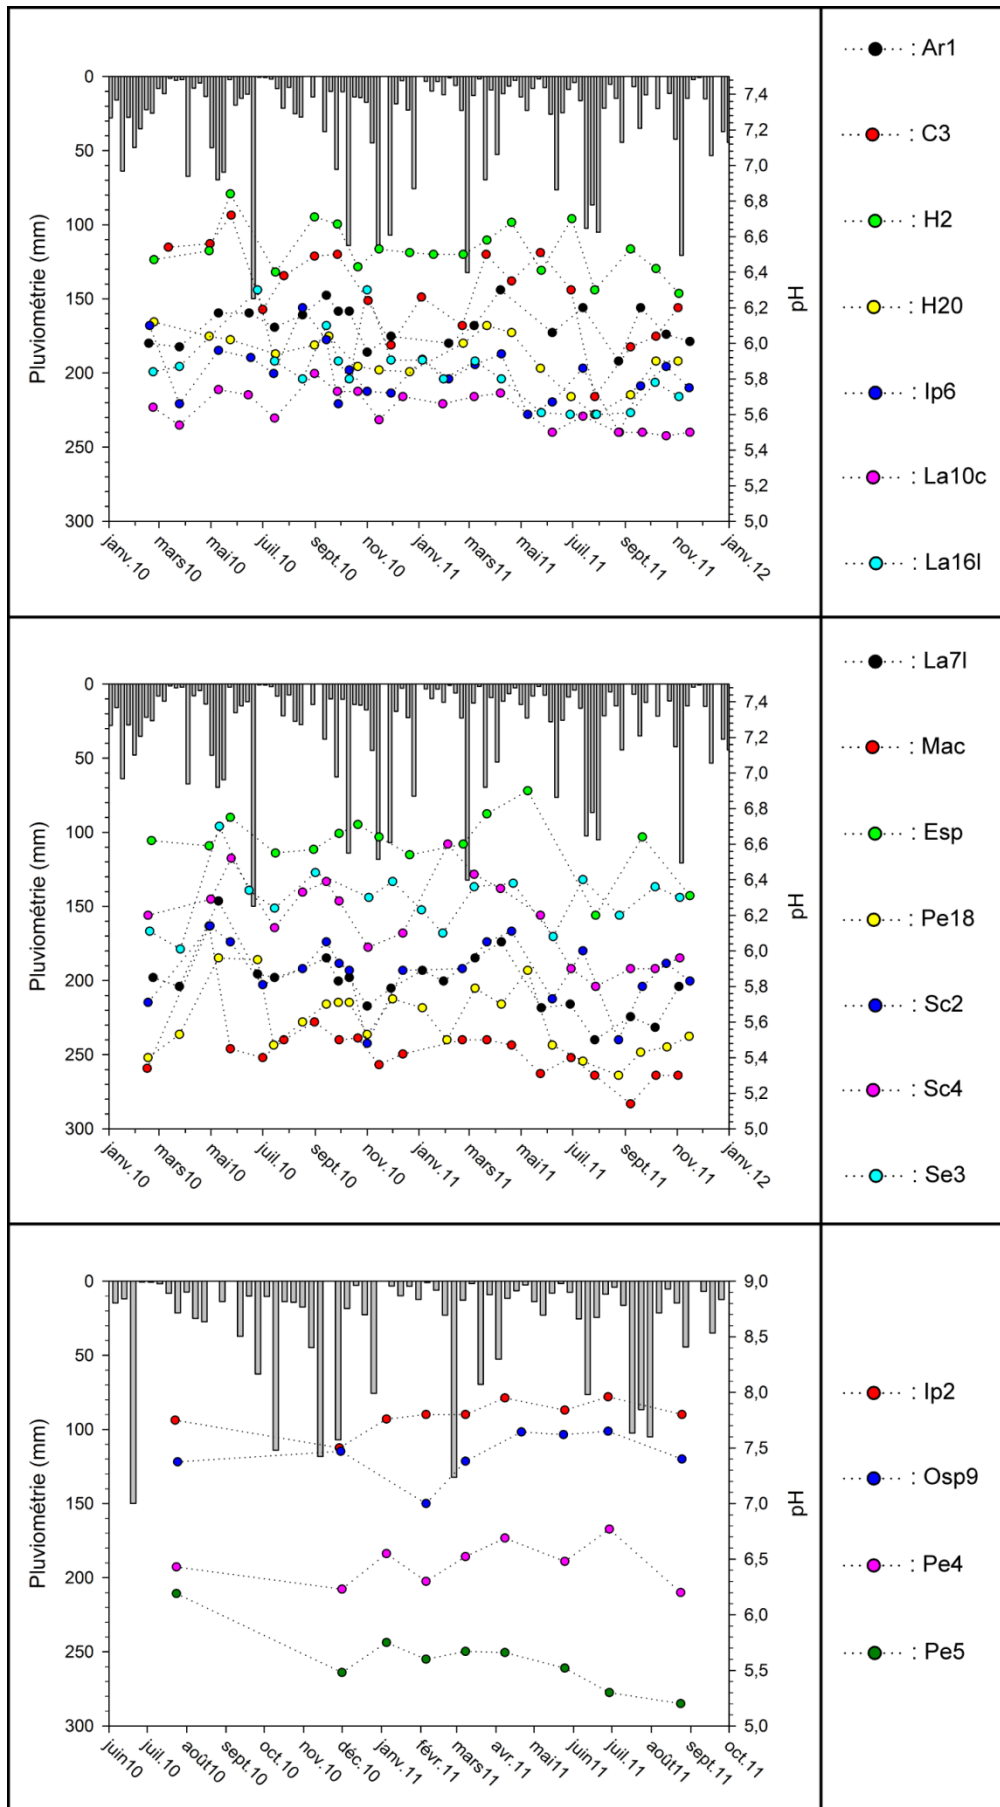 0
50
100
150
200
250
300
Pluviométrie (mm)
7,4
7,2
7,0
6,8
6,6
6,4
6,2
6,0
5,8
5,6
5,4
5,2
5,0
pH
janv.10
mars10
mai10
juil.10
sept.10
nov.10
janv.11
mars11
mai11
juil.11
sept.11
nov.11
janv.12
: Ar1
: C3
: H2
: H20
: Ip6
: La10c
: La16l
0
50
100
150
200
250
300
Pluviométrie (mm)
7,4
7,2
7,0
6,8
6,6
6,4
6,2
6,0
5,8
5,6
5,4
5,2
5,0
pH
janv.10
mars10
mai10
juil.10
sept.10
nov.10
janv.11
mars11
mai11
juil.11
sept.11
nov.11
janv.12
: La7l
: Mac
: Esp
: Pe18
: Sc2
: Sc4
: Se3
0
50
100
150
200
250
300
Pluviométrie (mm)
9,0
8,5
8,0
7,5
7,0
6,5
6,0
5,5
5,0
pH
juin10
juil.10
août10
sept.10
oct.10
nov.10
déc.10
janv.11
févr.11
mars11
avr.11
mai11
juin11
juil.11
août11
sept.11
oct.11
: Ip2
: Osp9
: Pe4
: Pe5